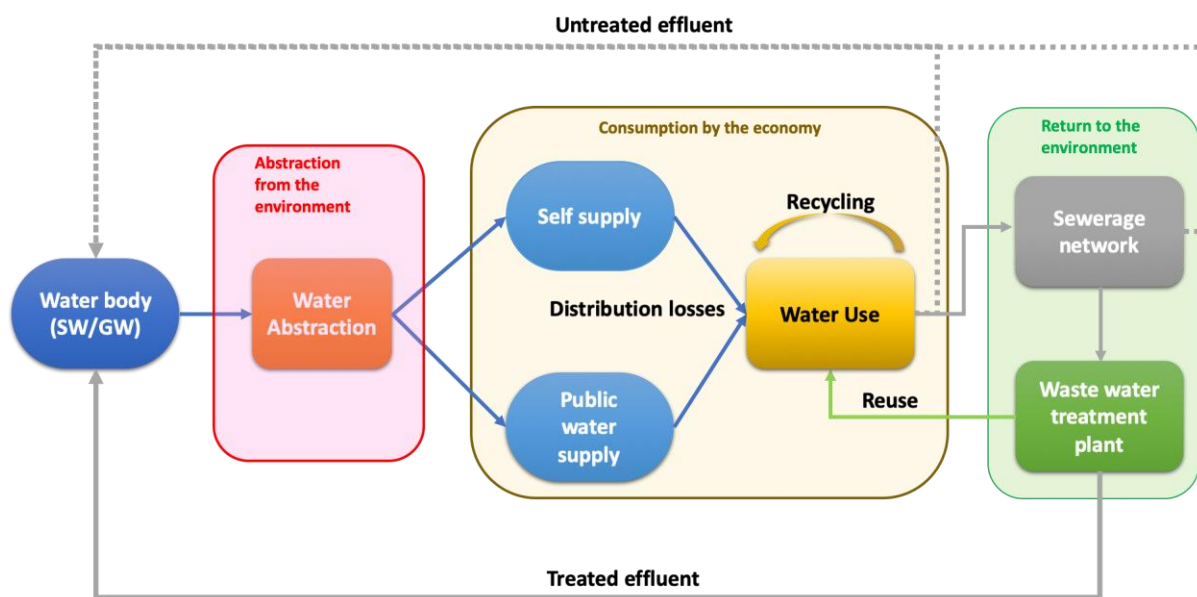 Untreated effluent
Abstraction
from the
environment
Consumption by the economy
Return to the
environment
Water body
(SW/GW)
Water
Abstraction
Self supply
Public
water
supply
Distribution losses
Recycling
Water Use
Reuse
Sewerage
network
Waste water
treatment
plant
Treated effluent